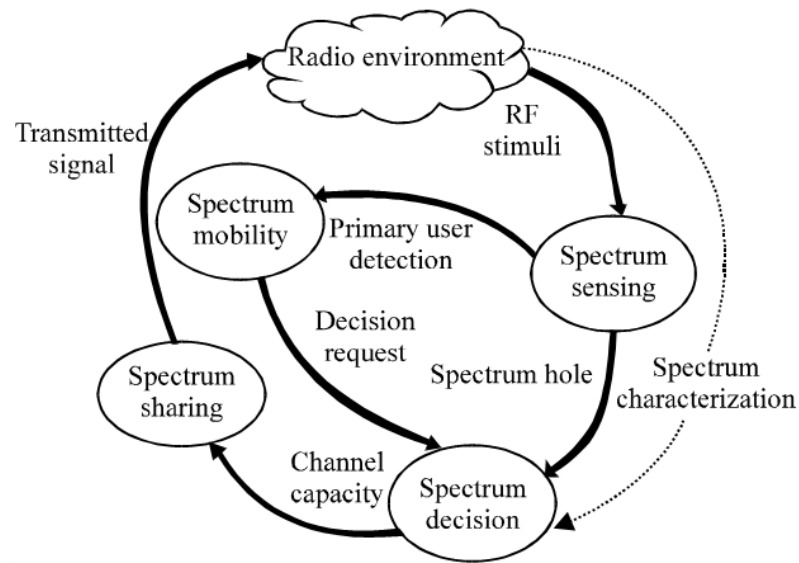 Radio environment
RF
stimuli
Transmitted
signal
Spectrum
mobility
Primary user
detection
Spectrum
sensing
Decision
request
Spectrum hole
Spectrum
characterization
Spectrum
sharing
Channel
capacity
Spectrum
decision